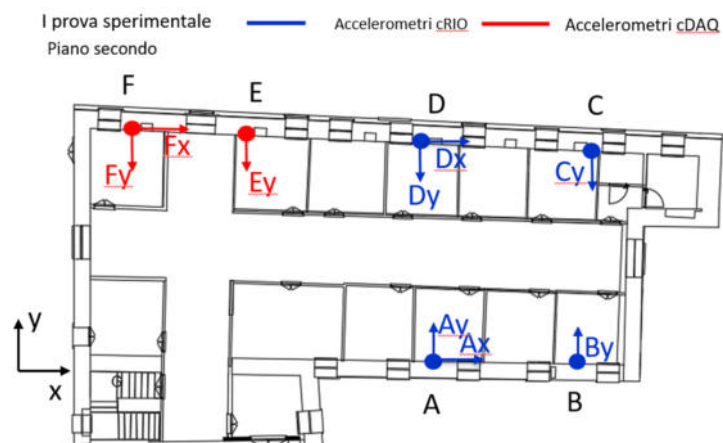 I prova sperimentale
Accelerometri cRIO
Accelerometri cDAQ
Piano secondo
F
E
D
C
Fx
Fy
Ey
Dx
Dy
Cy
y
x
Ay
Ax
By
A
B